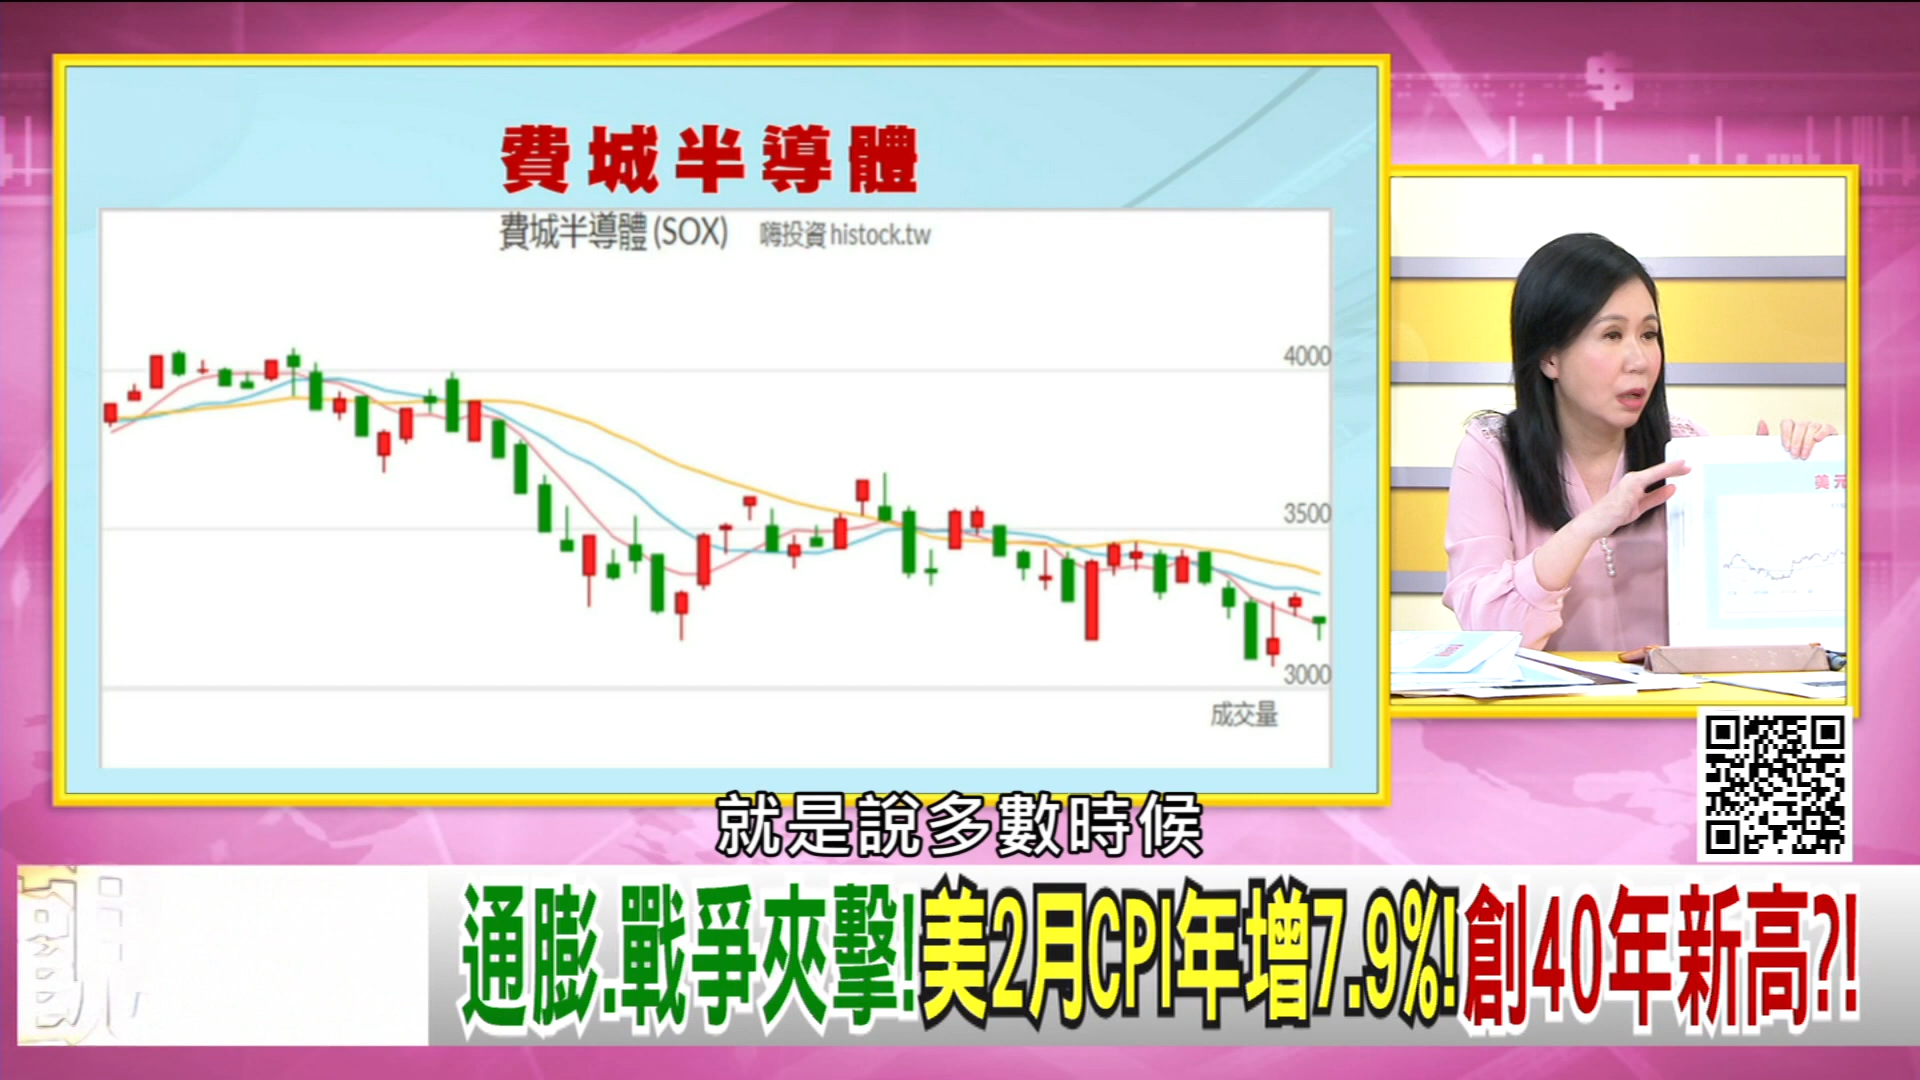 費城半導體
費城半導體 (SOX) 嗨投資 histock.tw
4000
3500
3000
成交量
美元
就是說多數時候
通膨.戰爭夾擊!美2月CPI年增7.9%!創40年新高?!